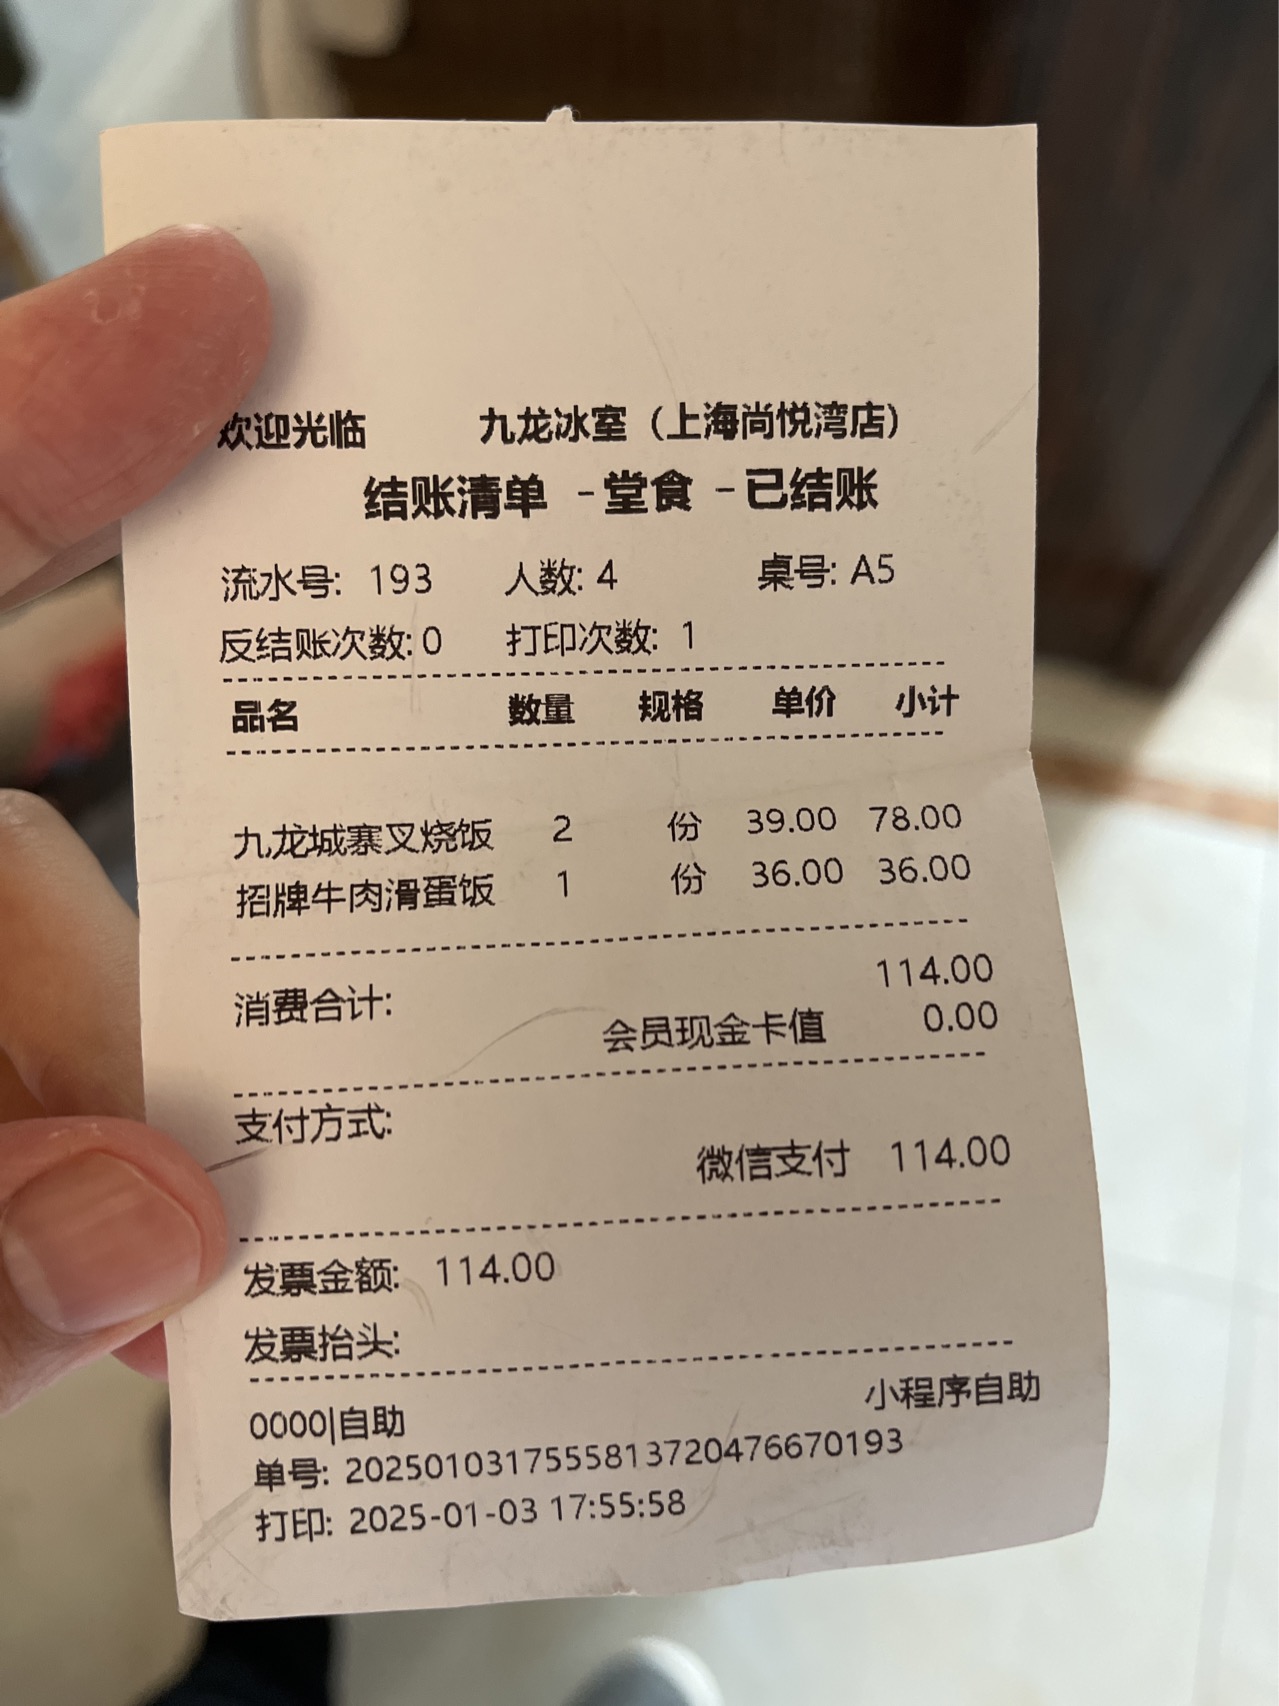 欢迎光临 九龙冰室（上海尚悦湾店）
结账清单 -堂食 -已结账
流水号: 193 人数: 4 桌号: A5
反结账次数: 0 打印次数: 1
品名 数量 规格 单价 小计
九龙城寨叉烧饭 2 份 39.00 78.00
招牌牛肉滑蛋饭 1 份 36.00 36.00
消费合计: 114.00
会员现金卡值 0.00
支付方式:
微信支付 114.00
发票金额: 114.00
发票抬头:
0000|自助 小程序自助
单号: 2025010317555813720476670193
打印: 2025-01-03 17:55:58